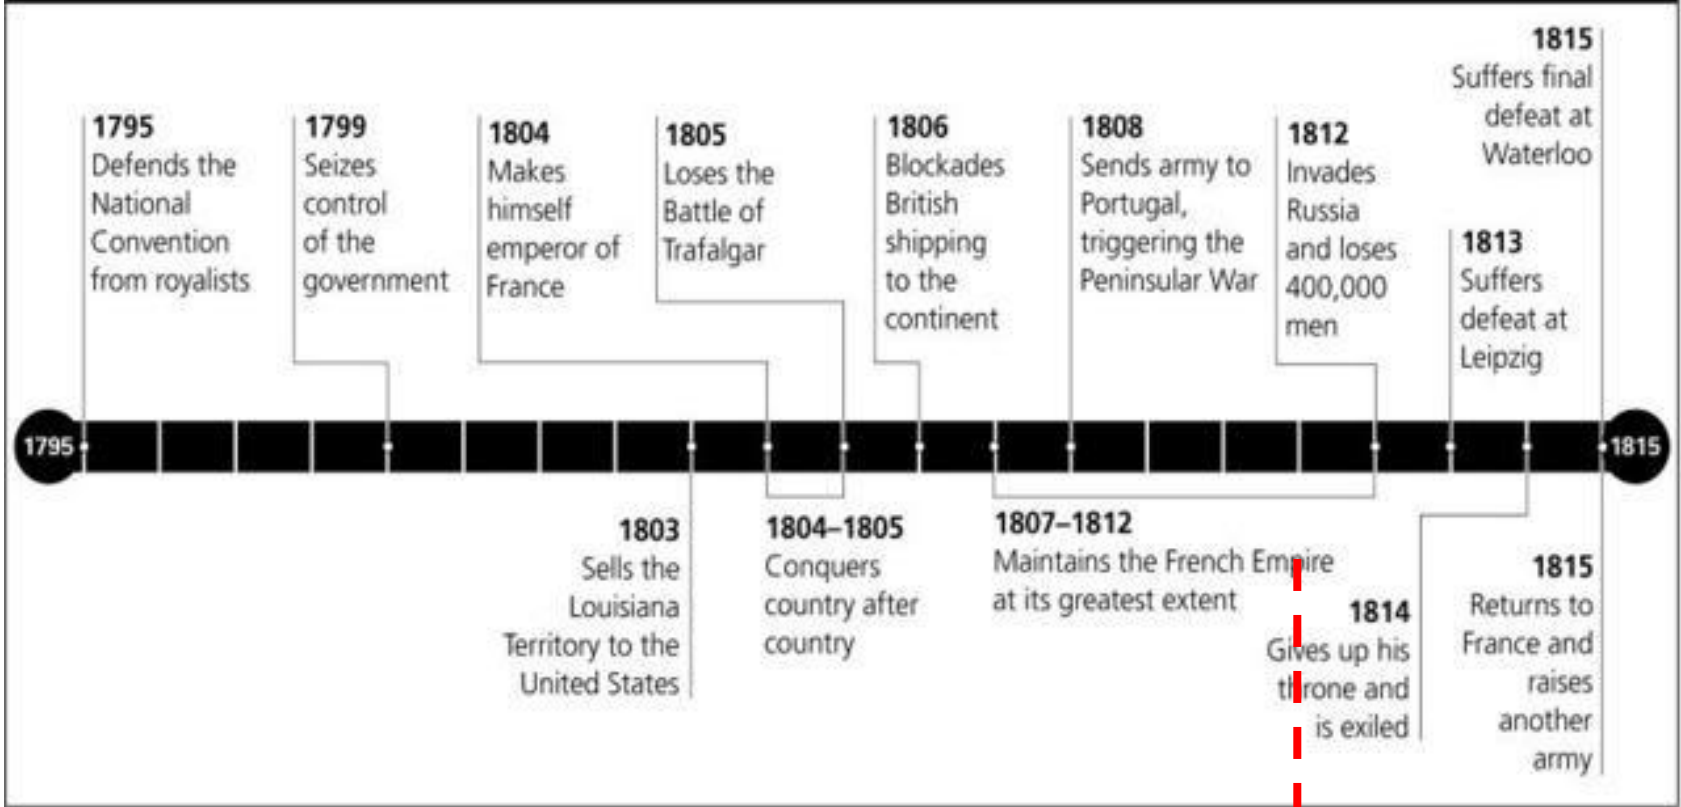 1795
Defends the
National
Convention
from royalists
1799
Seizes
control
of the
government
1804
Makes
himself
emperor of
France
1805
Loses the
Battle of
Trafalgar
1806
Blockades
British
shipping
to the
continent
1808
Sends army to
Portugal,
triggering the
Peninsular War
1812
Invades
Russia
and loses
400,000
men
1813
Suffers
defeat at
Leipzig
1815
Suffers final
defeat at
Waterloo
1795
1815
1803
Sells the
Louisiana
Territory to the
United States
1804–1805
Conquers
country after
country
1807–1812
Maintains the French Empire
at its greatest extent
1814
Gives up his
throne and
is exiled
1815
Returns to
France and
raises
another
army